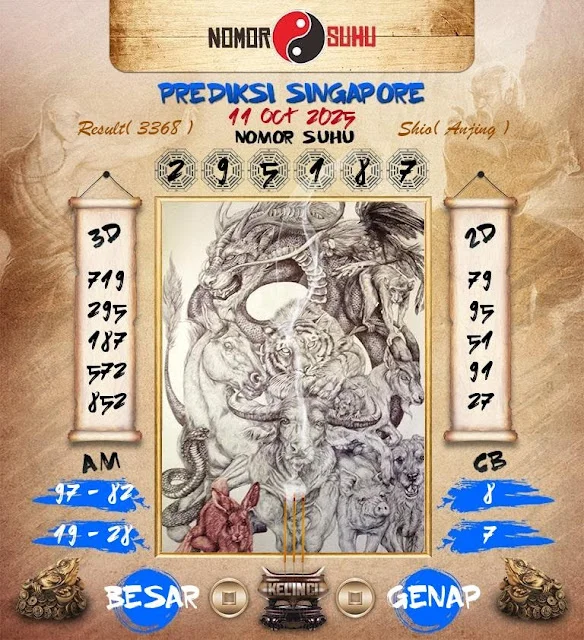 NOMOR SUHU
PREDIKSI SINGAPORE
11 OCT 2025
Result( 3368 )
Shio( Anjing )
NOMOR SUHU
2 9 5 1 8 7
3D
719
295
187
572
852
2D
79
95
51
91
27
AM
97 - 82
19 - 28
CB
8
7
BESAR
KELINCI
GENAP